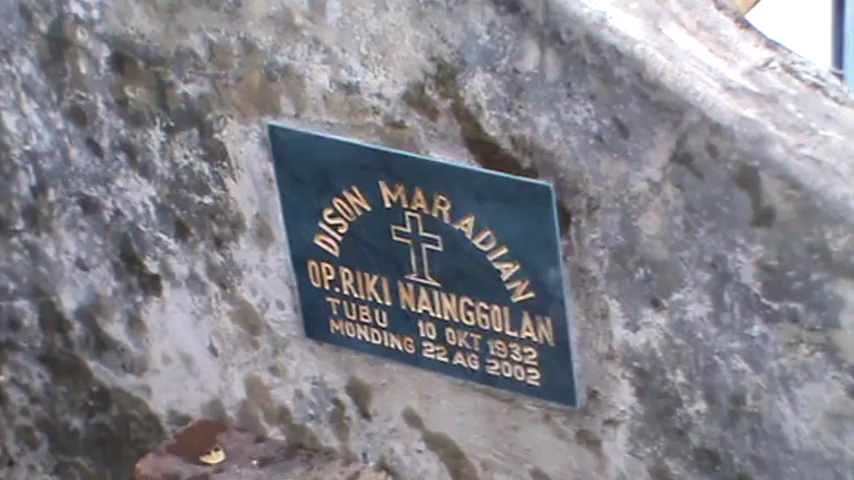 DISON MARADIAN
OP.RIKI NAINGGOLAN
TUBU 10 OKT 1932
MONDING 22 AG 2002